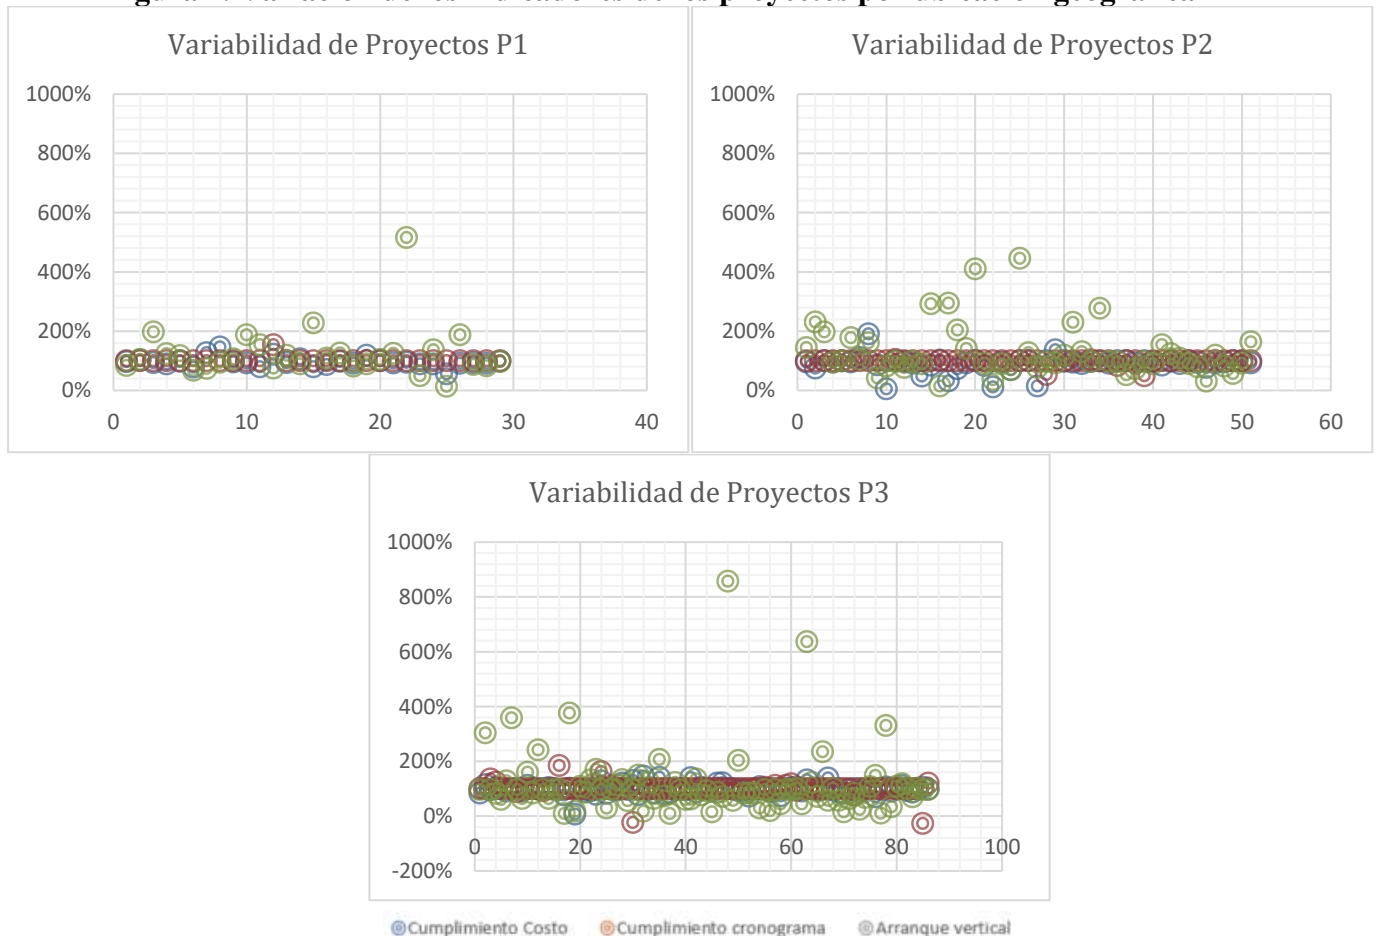 Variabilidad de Proyectos P1
1000%
800%
600%
400%
200%
0%
0 10 20 30 40
Variabilidad de Proyectos P2
1000%
800%
600%
400%
200%
0%
0 10 20 30 40 50 60
Variabilidad de Proyectos P3
1000%
800%
600%
400%
200%
0%
-200%
0 20 40 60 80 100
Cumplimiento Costo Cumplimiento cronograma Arranque vertical